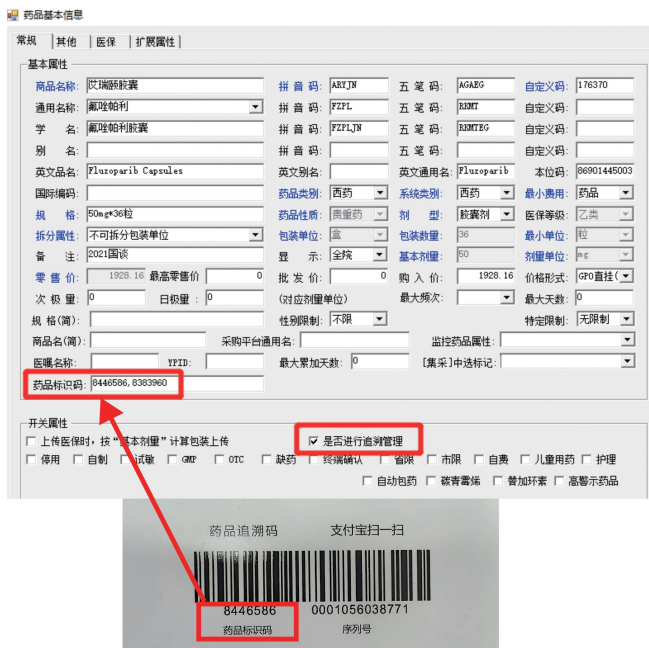 药品基本信息
常规 其他 医保 扩展属性
基本属性
商品名称: 艾瑞颐胶囊 拼音码: ARYJN 五笔码: AGAEG 自定义码: 176370
通用名称: 氟唑帕利 拼音码: FZPL 五笔码: RKMT 自定义码:
学名: 氟唑帕利胶囊 拼音码: FZPLJN 五笔码: RKMTEG 自定义码:
别名: 拼音码: 五笔码: 自定义码:
英文品名: Fluzoparib Capsules 英文别名: 英文通用名: Fluzoparib 本位码: 86901445003
国际编码: 药品类别: 西药 系统类别: 西药 最小费用: 药品
规格: 50mg*36粒 药品性质: 贵重药 剂型: 胶囊剂 医保等级: 乙类
拆分属性: 不可拆分包装单位 包装单位: 盒 包装数量: 36 最小单位: 粒
备注: 2021国谈 显示: 全院 基本剂量: 50 剂量单位: mg
零售价: 1928.16 最高零售价 0 批发价: 0 购入价: 1928.16 价格形式: GPO直挂(
次极量: 0 日极量: 0 (对应剂量单位) 最大频次: 最大天数: 0
规格(简): 性别限制: 不限 特定限制: 无限制
商品名(简): 采购平台通用名: 监控药品属性:
医嘱名称: YPID: 最大累加天数: 0 [集采]中选标记:
药品标识码: 8446586,8383960
开关属性
上传医保时，按“基本剂量”计算包装上传 是否进行追溯管理
停用 自制 试敏 GMP OTC 缺药 终端确认 省限 市限 自费 儿童用药 护理
自动包药 碳青霉烯 替加环素 高警示药品
药品追溯码 支付宝扫一扫
8446586 0001056038771
药品标识码 序列号